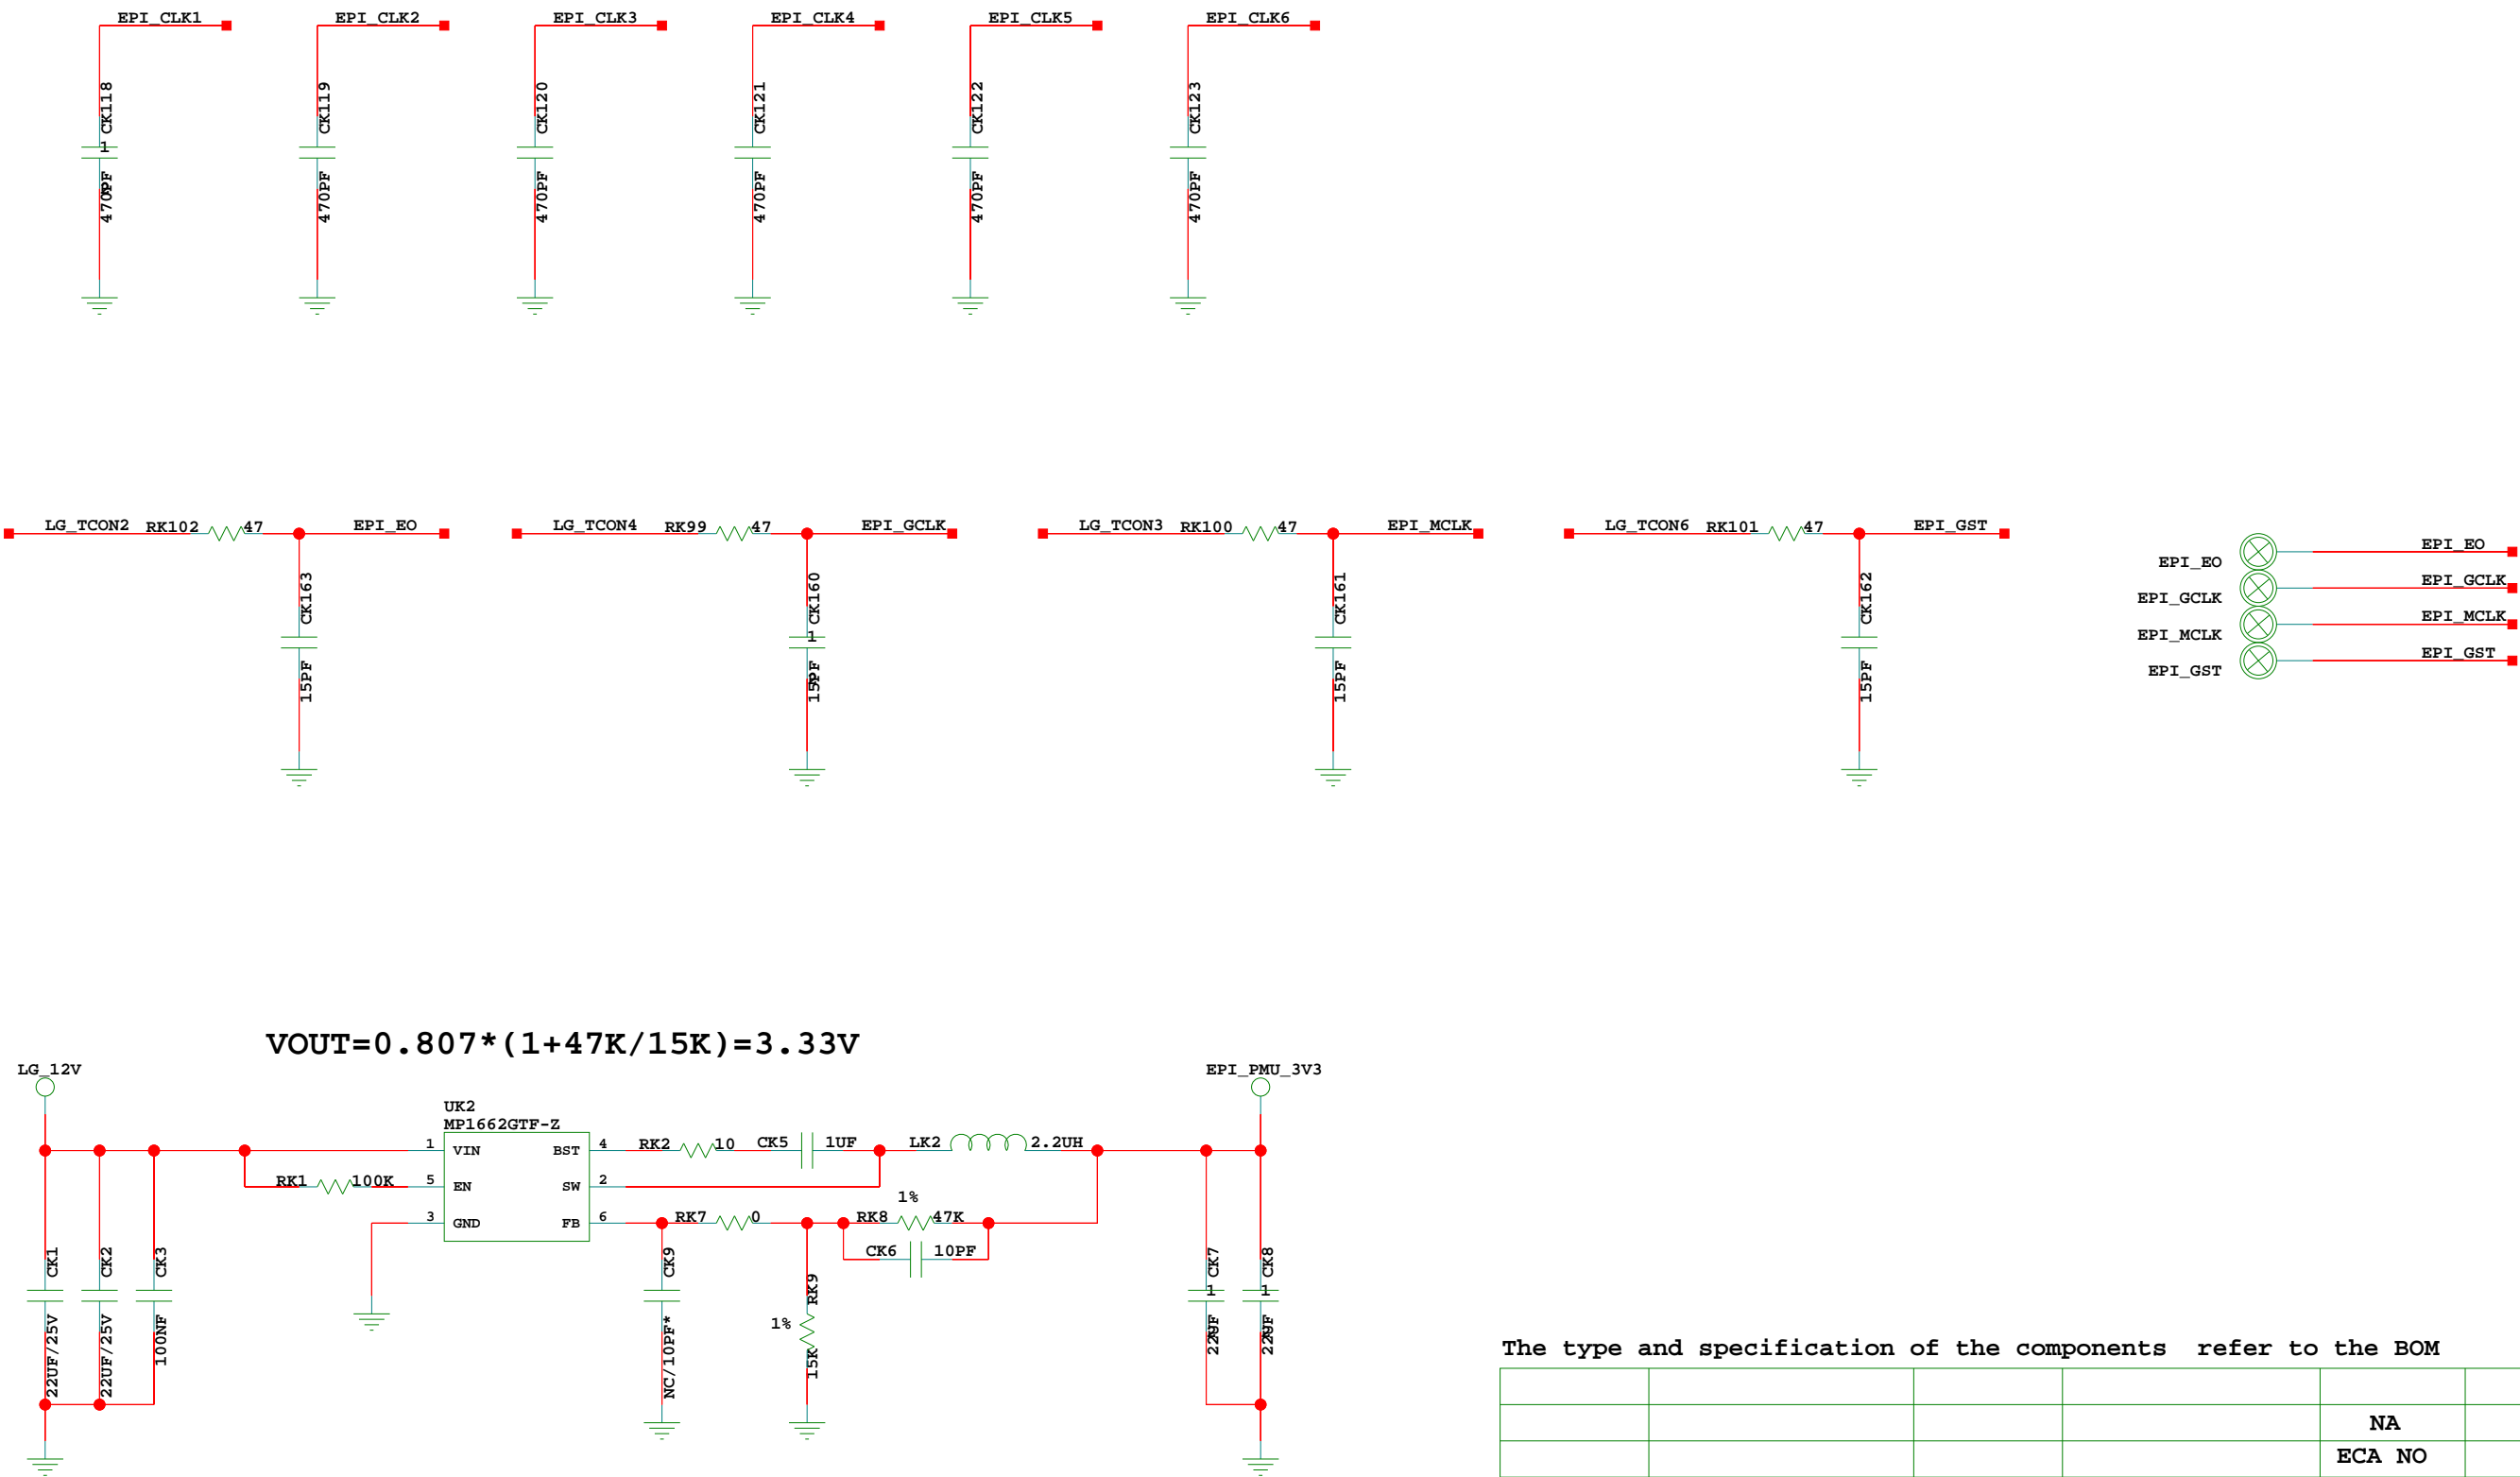 EPI_CLK1
EPI_CLK2
EPI_CLK3
EPI_CLK4
EPI_CLK5
EPI_CLK6
CK118
CK119
CK120
CK121
CK122
CK123
1
470PF
470PF
470PF
470PF
470PF
470PF
LG_TCON2 RK102 47 EPI_EO
LG_TCON4 RK99 47 EPI_GCLK
LG_TCON3 RK100 47 EPI_MCLK
LG_TCON6 RK101 47 EPI_GST
CK163
15PF
CK160
1
15PF
CK161
15PF
CK162
15PF
EPI_EO EPI_EO
EPI_GCLK EPI_GCLK
EPI_MCLK EPI_MCLK
EPI_GST EPI_GST
VOUT=0.807*(1+47K/15K)=3.33V
LG_12V
EPI_PMU_3V3
UK2
MP1662GTF-Z
1 VIN BST 4
5 EN SW 2
3 GND FB 6
RK1 100K
RK2 10 CK5 1UF LK2 2.2UH
RK7 0 RK8 47K
1%
CK6 10PF
CK1
22UF/25V
CK2
22UF/25V
CK3
100NF
CK9
NC/10PF*
RK9
1%
15K
CK7
1
22UF
CK8
1
22UF
The type and specification of the components refer to the BOM
NA
ECA NO